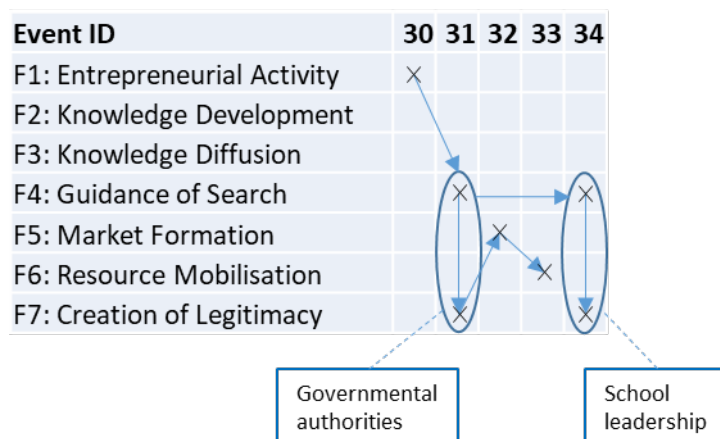 Event ID 30 31 32 33 34
F1: Entrepreneurial Activity
F2: Knowledge Development
F3: Knowledge Diffusion
F4: Guidance of Search
F5: Market Formation
F6: Resource Mobilisation
F7: Creation of Legitimacy
Governmental
authorities
School
leadership